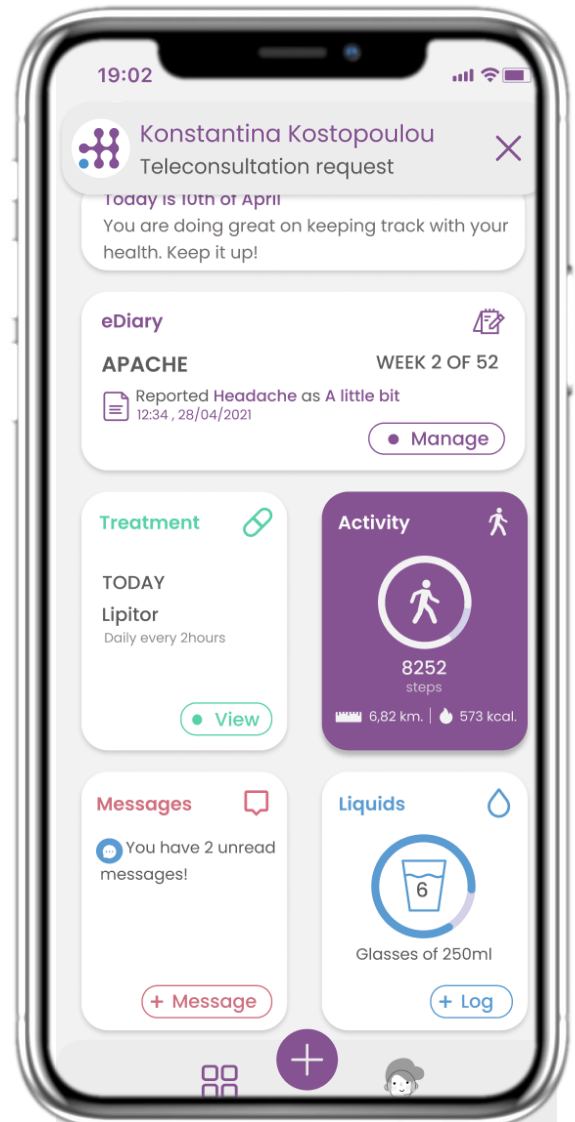 19:02
Konstantina Kostopoulou
Teleconsultation request
Today is 10th of April
You are doing great on keeping track with your
health. Keep it up!
eDiary
APACHE
WEEK 2 OF 52
Reported Headache as A little bit
12:34 , 28/04/2021
Manage
Treatment
TODAY
Lipitor
Daily every 2hours
View
Activity
8252
steps
6,82 km.
573 kcal.
Messages
You have 2 unread
messages!
+ Message
Liquids
6
Glasses of 250ml
+ Log